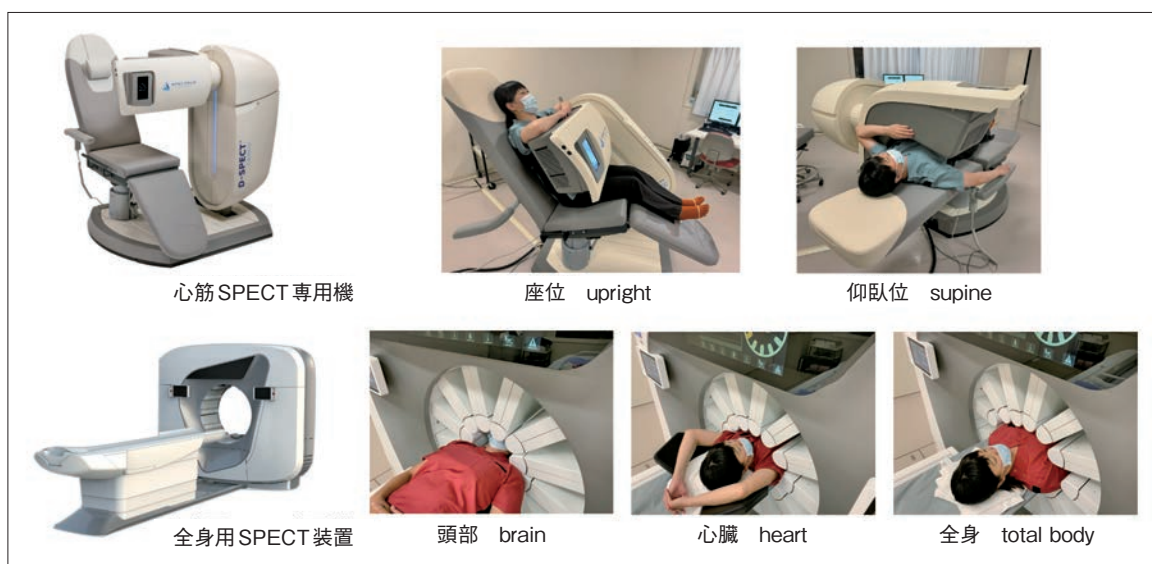 D-SPECT
心筋SPECT専用機
座位 upright
仰臥位 supine
全身用SPECT装置
頭部 brain
心臓 heart
全身 total body